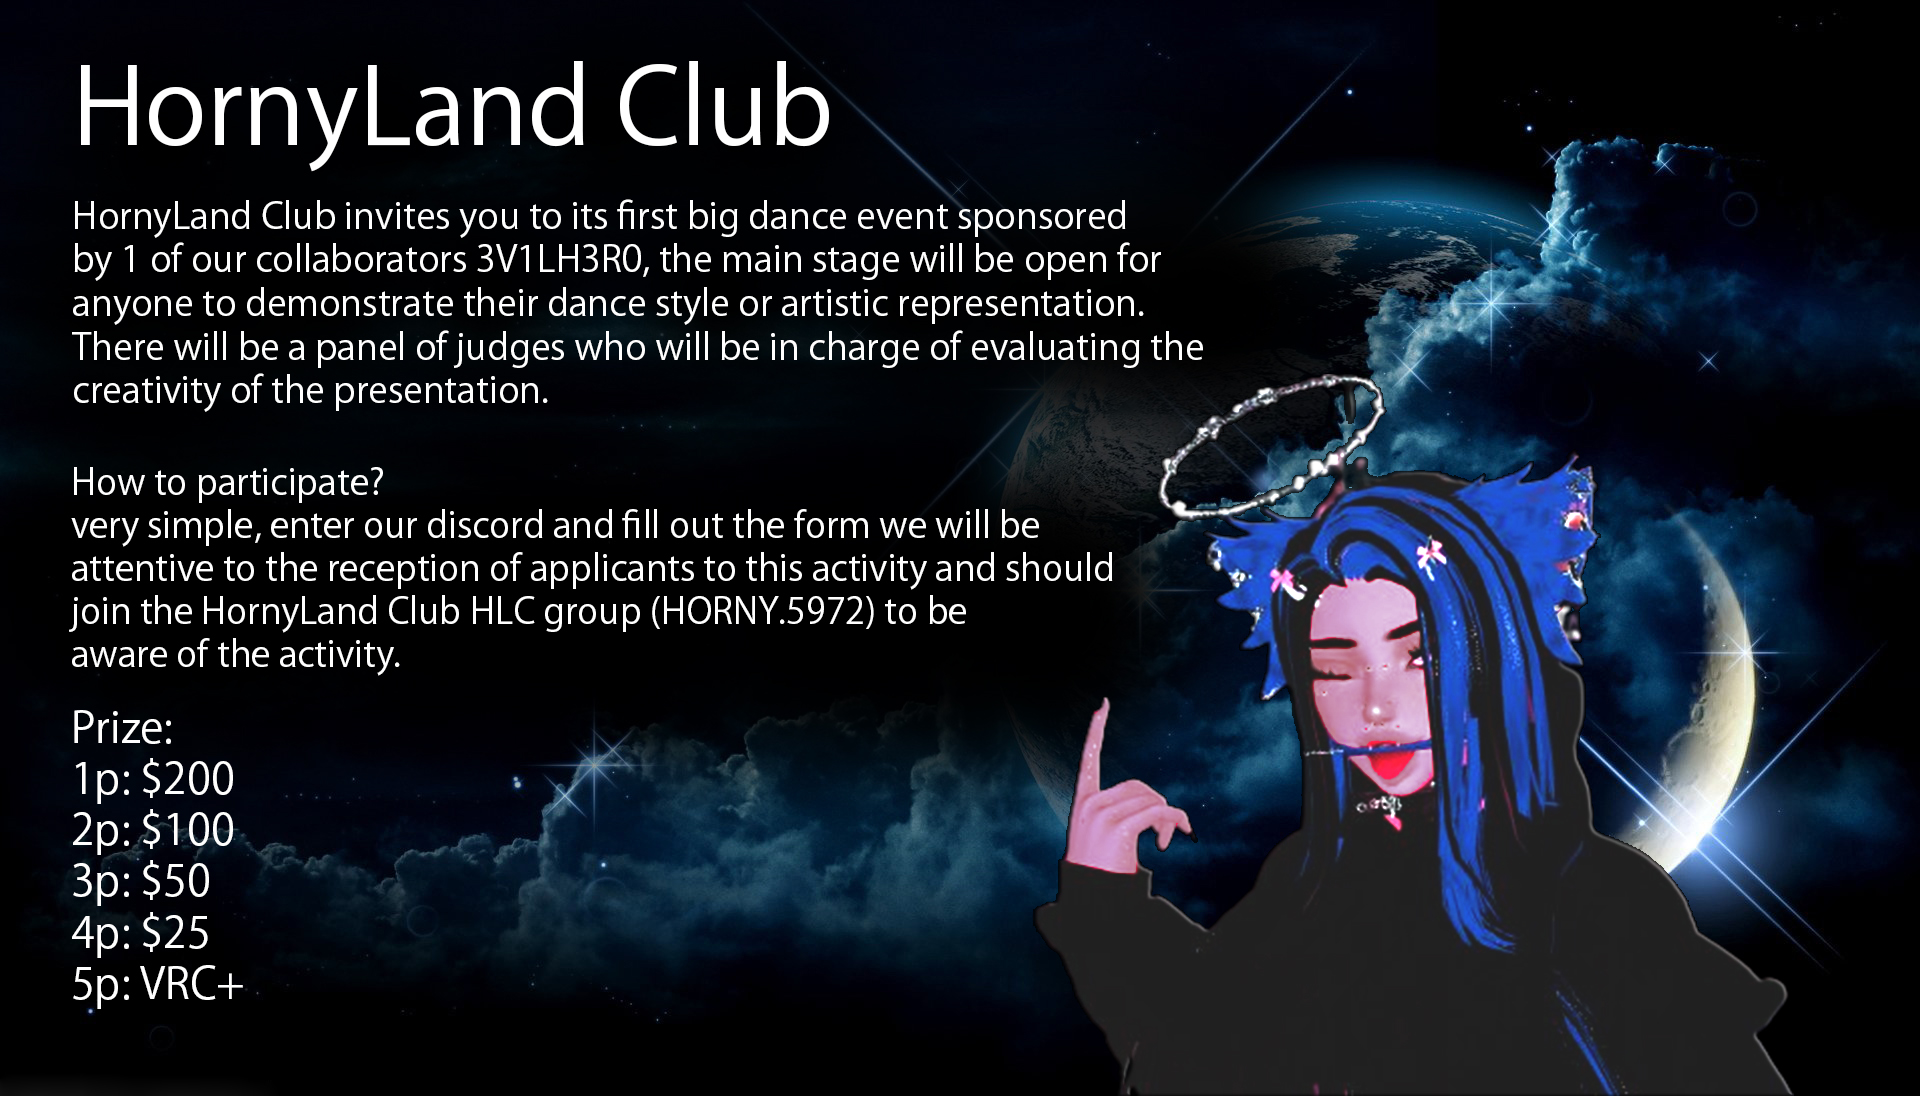 HornyLand Club
HornyLand Club invites you to its first big dance event sponsored
by 1 of our collaborators 3V1LH3R0, the main stage will be open for
anyone to demonstrate their dance style or artistic representation.
There will be a panel of judges who will be in charge of evaluating the
creativity of the presentation.
How to participate?
very simple, enter our discord and fill out the form we will be
attentive to the reception of applicants to this activity and should
join the HornyLand Club HLC group (HORNY.5972) to be
aware of the activity.
Prize:
1p: $200
2p: $100
3p: $50
4p: $25
5p: VRC+